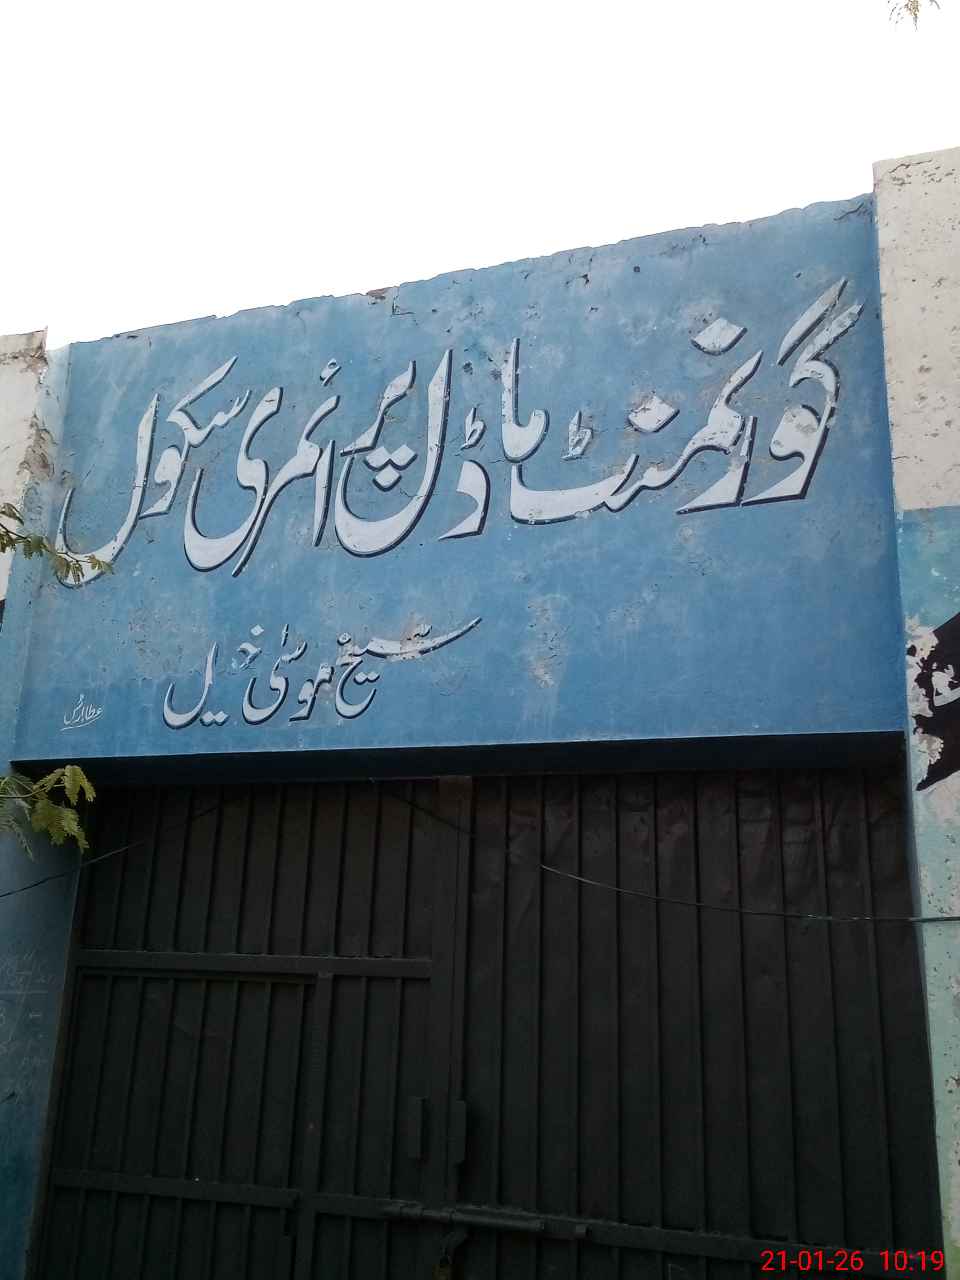 گورنمنٹ ماڈل پرائمری سکول
شیخ موسیٰ خیل
21-01-26 10:19